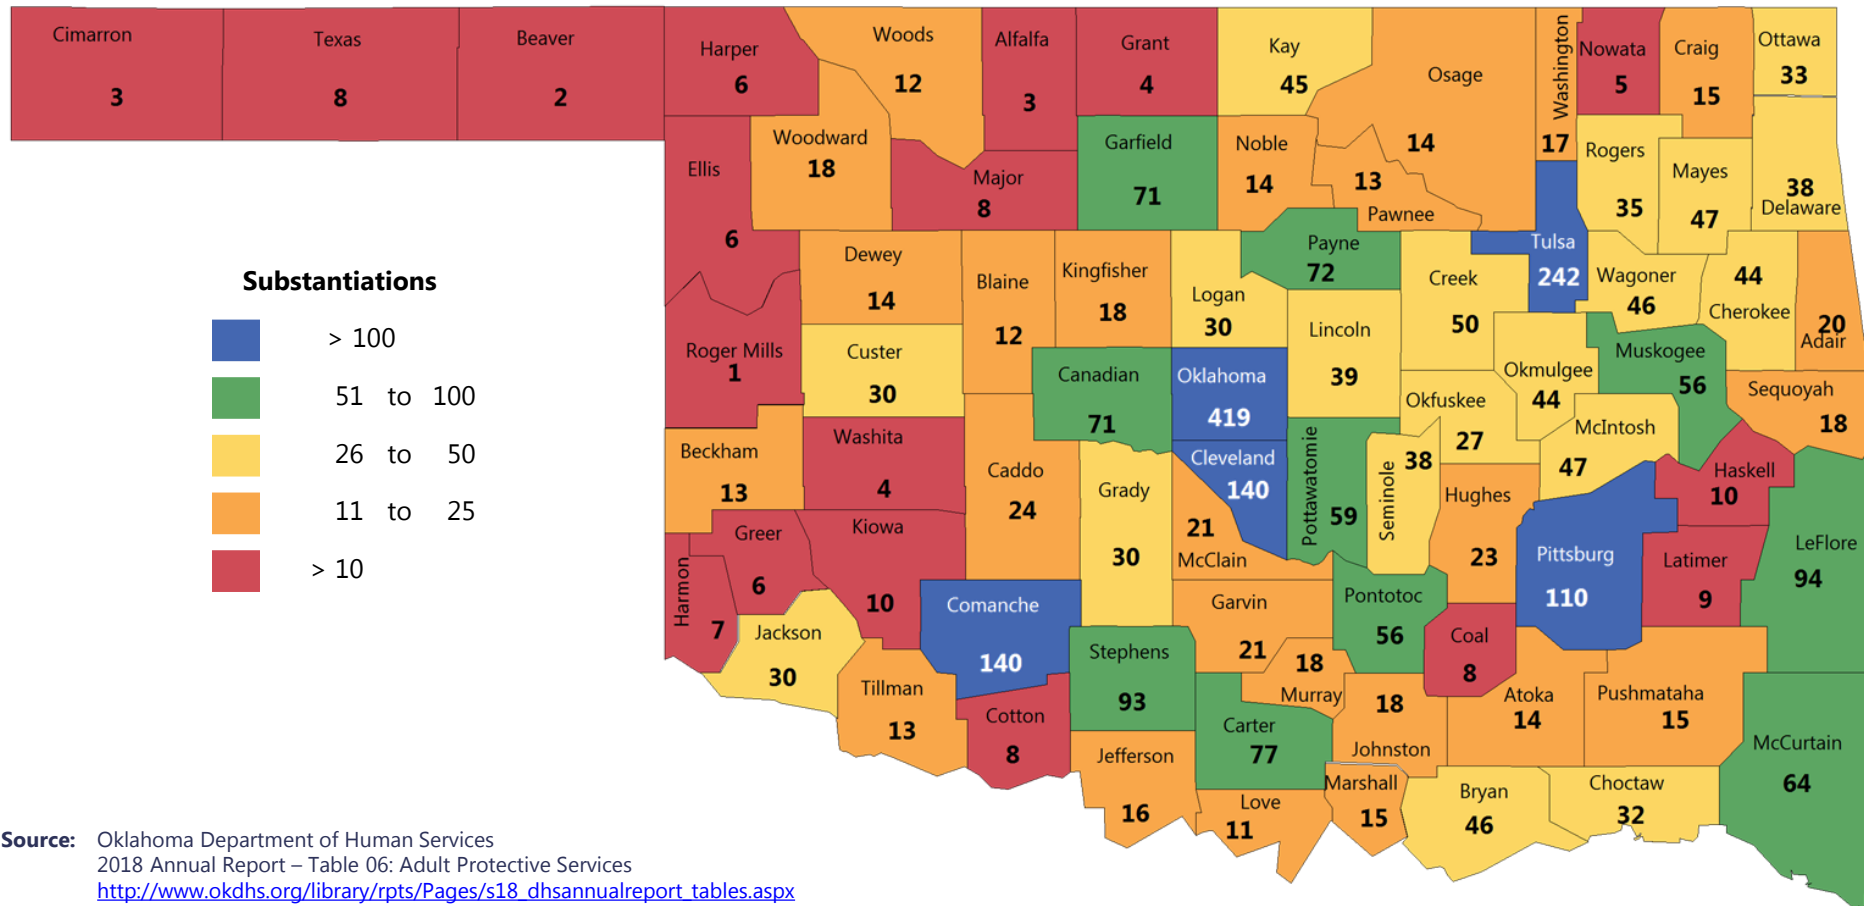 Cimarron
3
Texas
8
Beaver
2
Harper
6
Woods
12
Alfalfa
3
Grant
4
Kay
45
Osage
14
Washington
17
Nowata
5
Craig
15
Ottawa
33
Ellis
6
Woodward
18
Major
8
Garfield
71
Noble
14
13
Pawnee
Rogers
35
Mayes
47
38
Delaware
Dewey
14
Blaine
12
Kingfisher
18
Logan
30
Payne
72
Creek
50
Tulsa
242
Wagoner
46
44
Cherokee
20
Adair
Roger Mills
1
Custer
30
Canadian
71
Oklahoma
419
Lincoln
39
Okfuskee
27
Okmulgee
44
Muskogee
56
Sequoyah
18
Beckham
13
Washita
4
Caddo
24
Grady
30
Cleveland
140
21
McClain
Pottawatomie
59
Seminole
38
Hughes
23
McIntosh
47
Haskell
10
Harmon
7
Greer
6
Kiowa
10
Jackson
30
Comanche
140
Tillman
13
Cotton
8
Stephens
93
Garvin
21
18
Murray
Pontotoc
56
Coal
8
Pittsburg
110
Latimer
9
LeFlore
94
Jefferson
16
Carter
77
Love
11
18
Johnston
Marshall
15
Atoka
14
Pushmataha
15
Bryan
46
Choctaw
32
McCurtain
64
Substantiations
> 100
51 to 100
26 to 50
11 to 25
> 10
Source: Oklahoma Department of Human Services
2018 Annual Report – Table 06: Adult Protective Services
http://www.okdhs.org/library/rpts/Pages/s18_dhsannualreport_tables.aspx